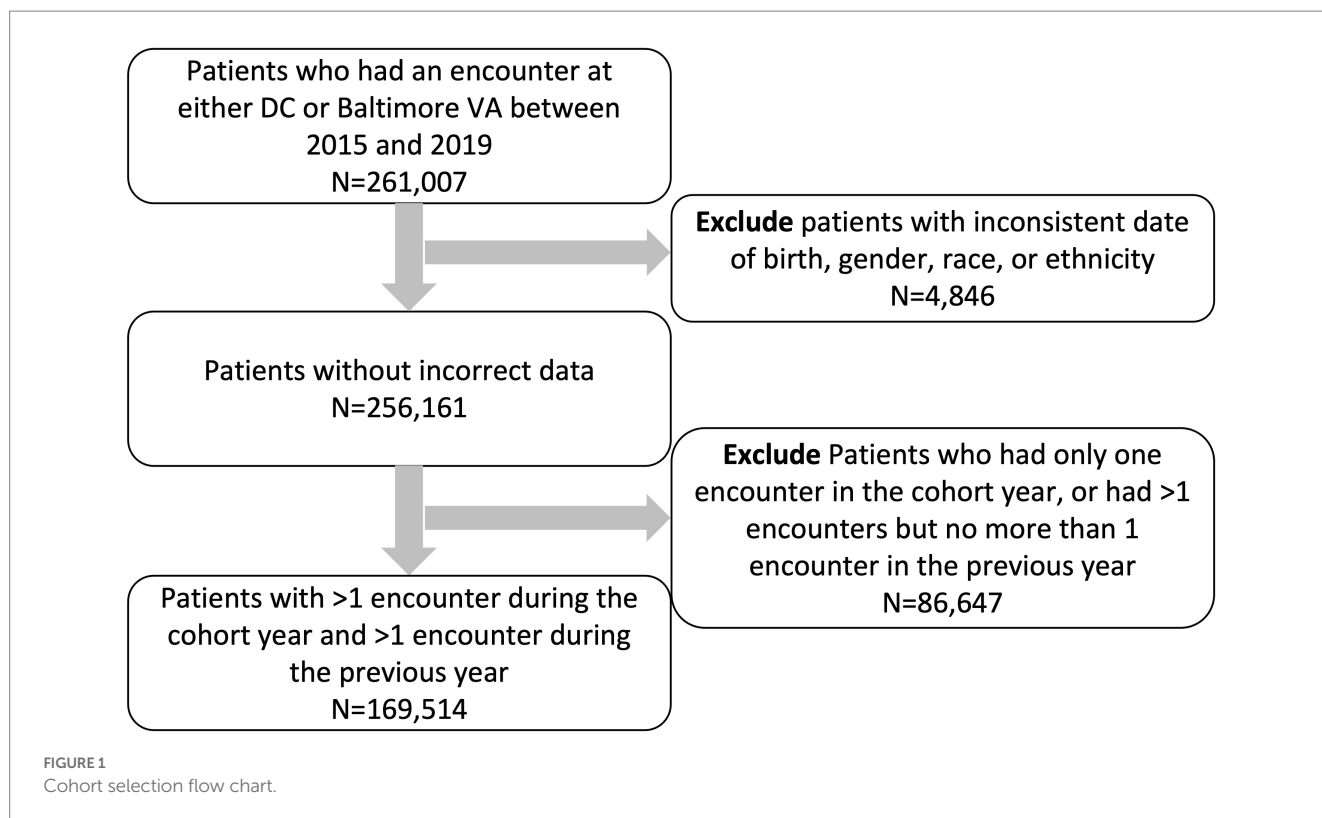 Patients who had an encounter at
either DC or Baltimore VA between
2015 and 2019
N=261,007
Exclude patients with inconsistent date
of birth, gender, race, or ethnicity
N=4,846
Patients without incorrect data
N=256,161
Exclude Patients who had only one
encounter in the cohort year, or had >1
encounters but no more than 1
encounter in the previous year
N=86,647
Patients with >1 encounter during the
cohort year and >1 encounter during
the previous year
N=169,514
FIGURE 1
Cohort selection flow chart.